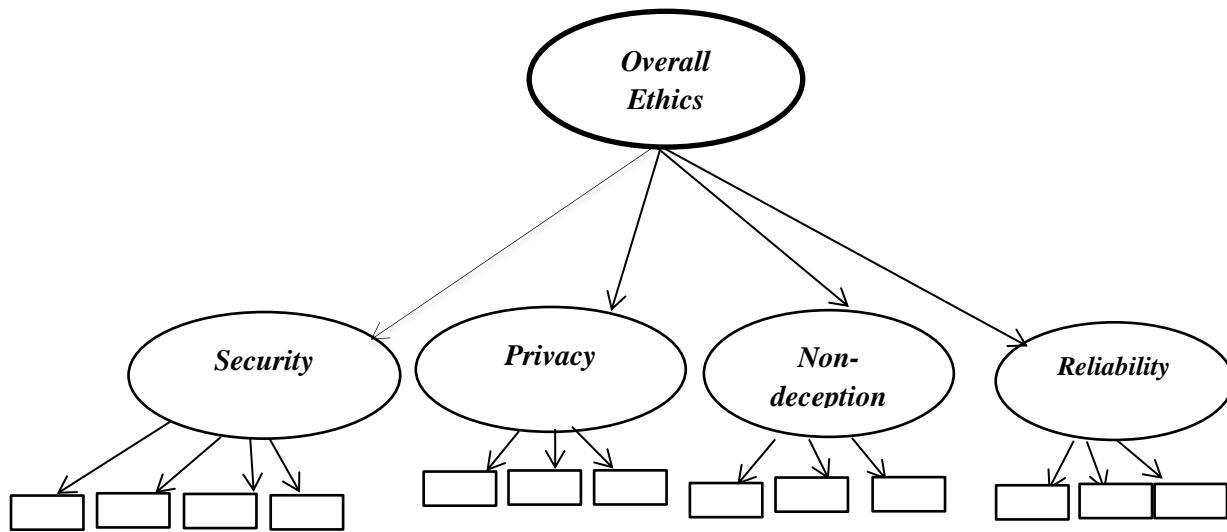 Overall
Ethics
Security
Privacy
Non-
deception
Reliability